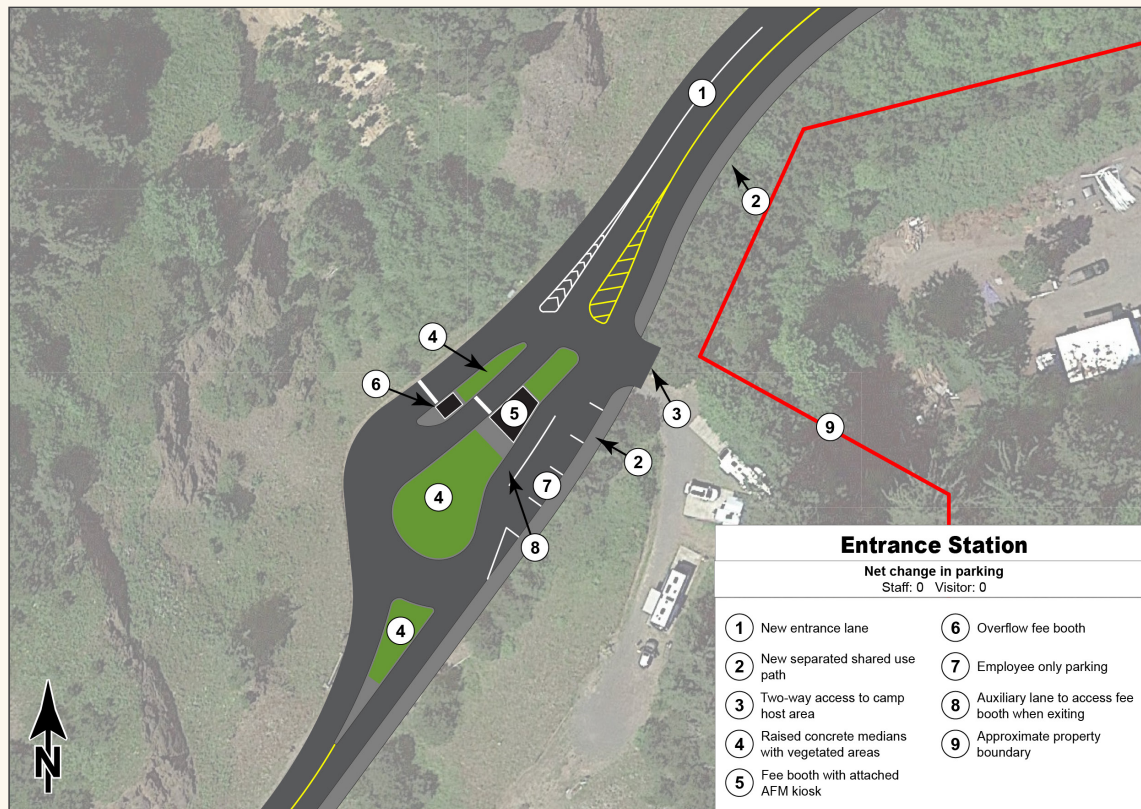 1
2
4
6
5
3
9
2
7
4
8
4
N
Entrance Station
Net change in parking
Staff: 0 Visitor: 0
1 New entrance lane
2 New separated shared use
path
3 Two-way access to camp
host area
4 Raised concrete medians
with vegetated areas
5 Fee booth with attached
AFM kiosk
6 Overflow fee booth
7 Employee only parking
8 Auxiliary lane to access fee
booth when exiting
9 Approximate property
boundary